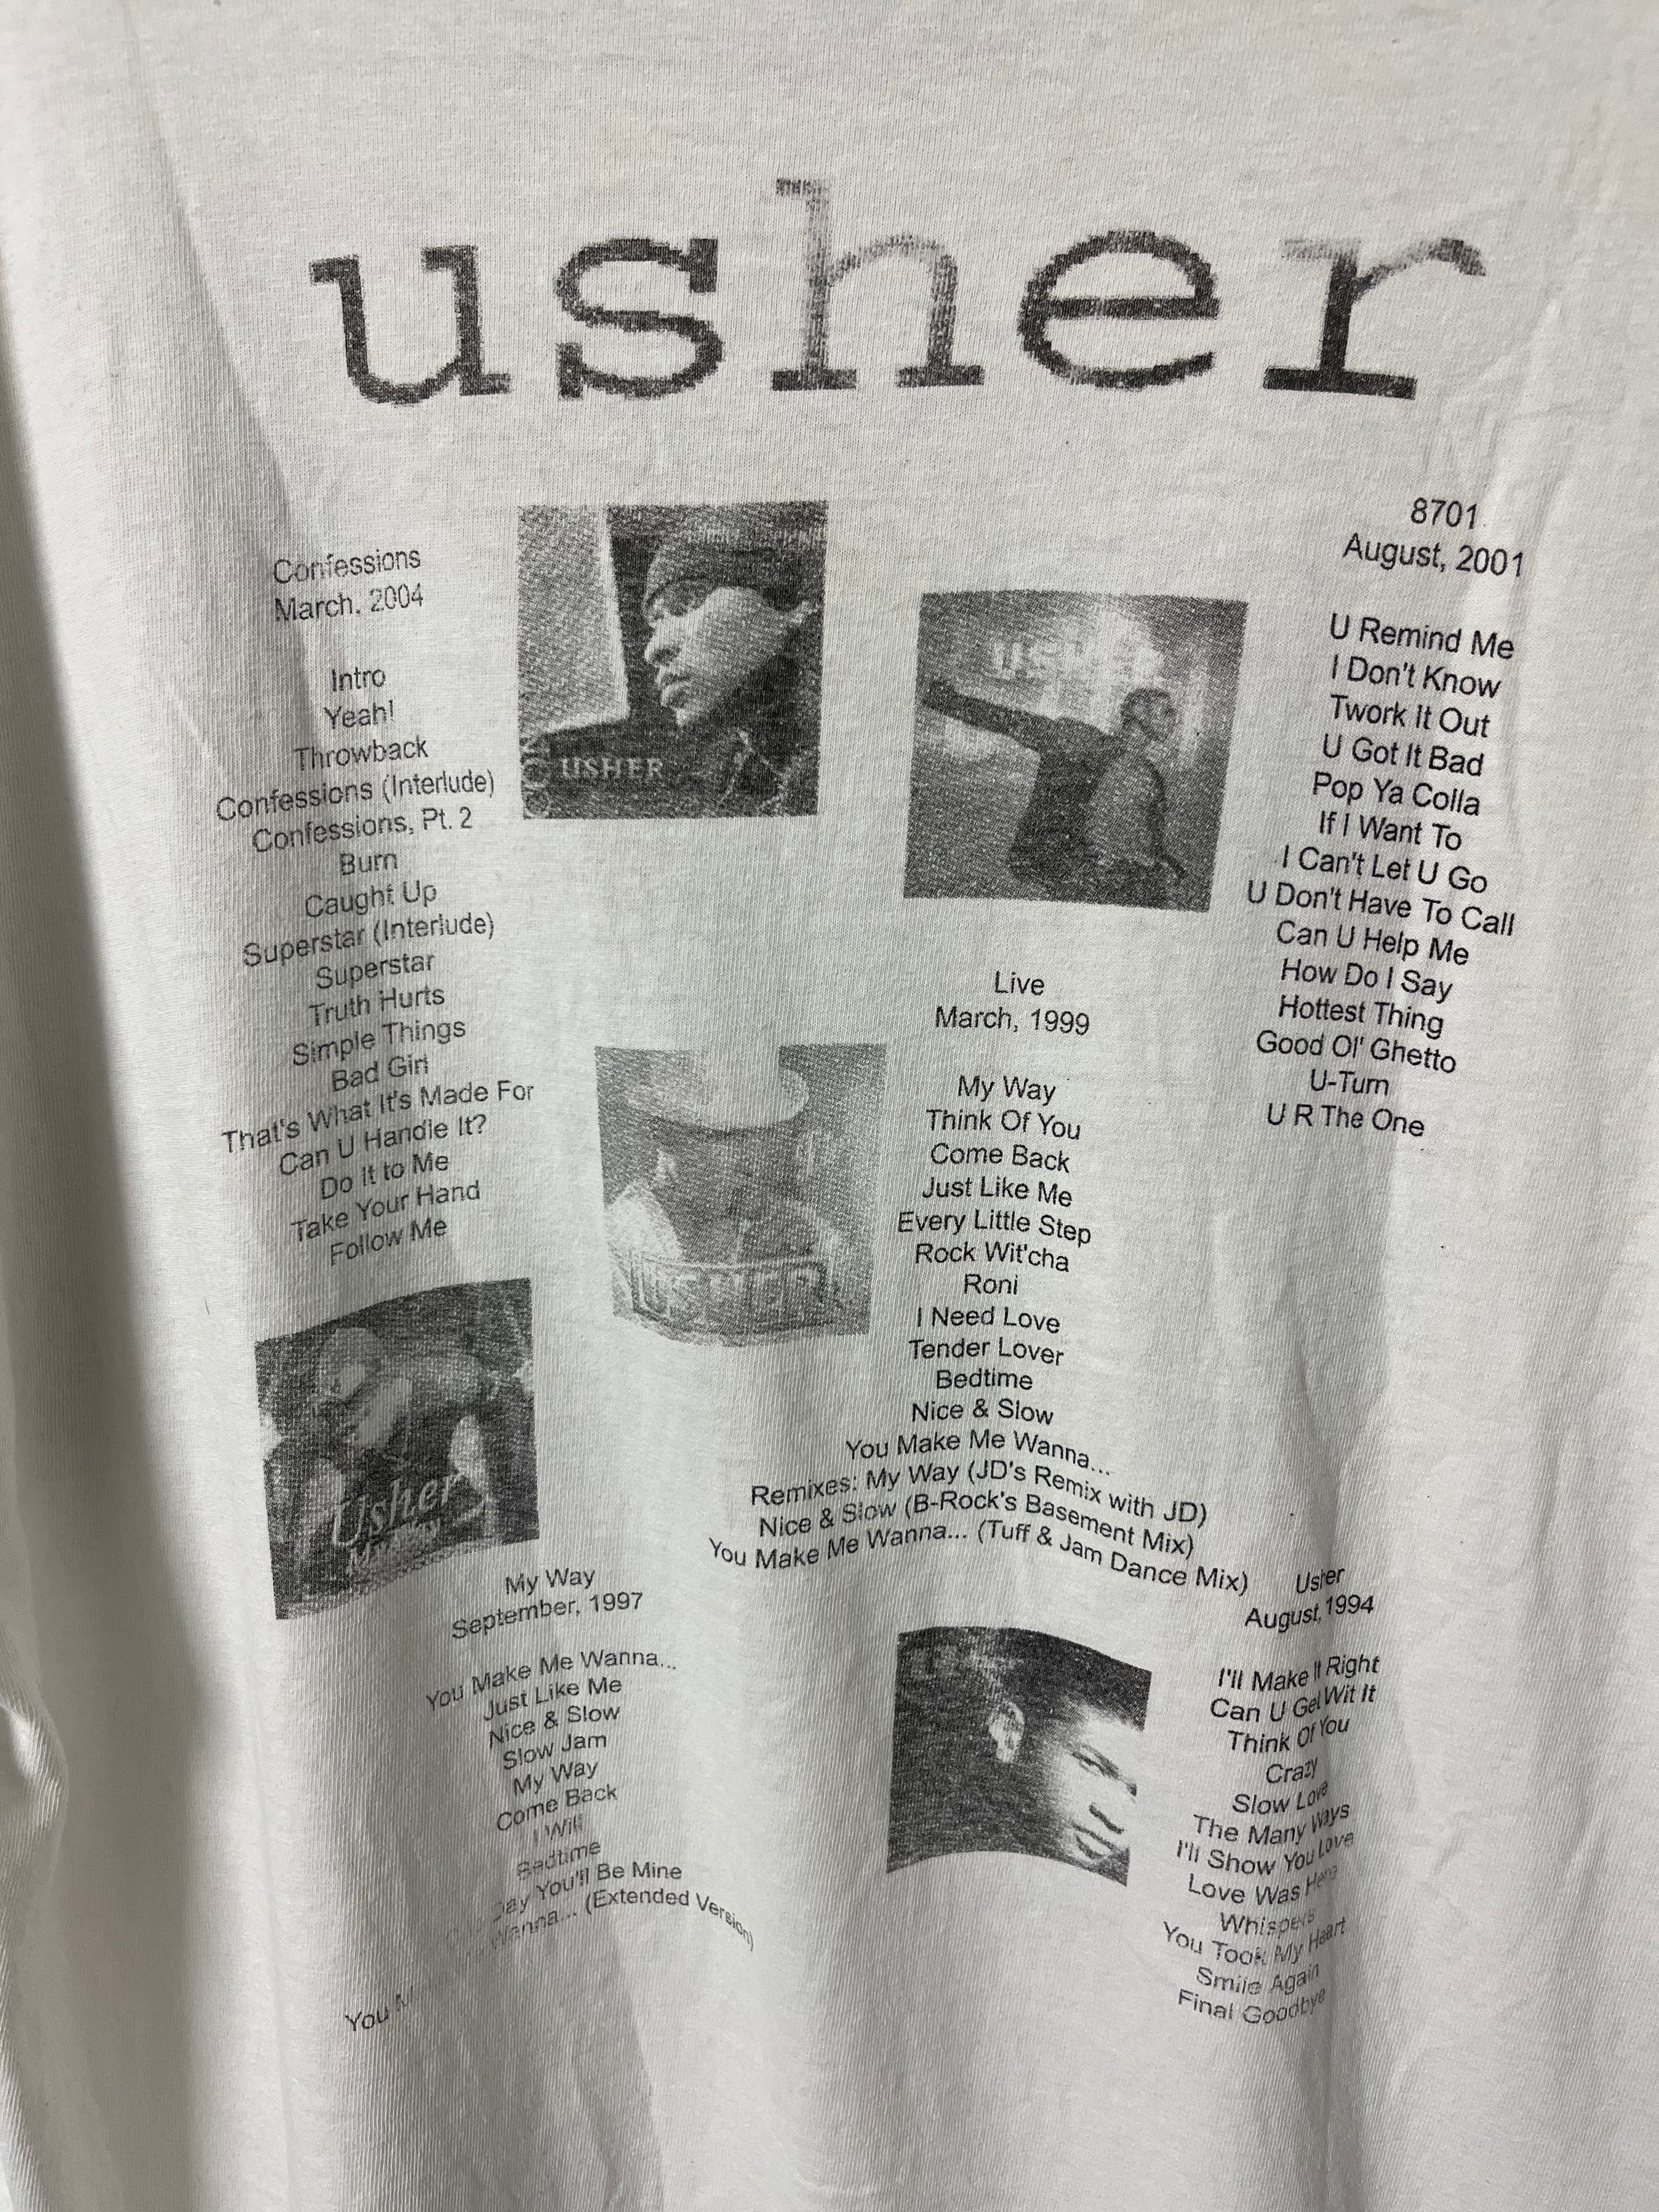 usher
Confessions
March, 2004
Intro
Yeah!
Throwback
Confessions (Interlude)
Confessions, Pt. 2
Burn
Caught Up
Superstar (Interlude)
Superstar
Truth Hurts
Simple Things
Bad Girl
That's What It's Made For
Can U Handle It?
Do It to Me
Take Your Hand
Follow Me
USHER
USHER
8701
August, 2001
U Remind Me
I Don't Know
Twork It Out
U Got It Bad
Pop Ya Colla
If I Want To
I Can't Let U Go
U Don't Have To Call
Can U Help Me
How Do I Say
Hottest Thing
Good Ol' Ghetto
U-Turn
U R The One
USHER
Live
March, 1999
My Way
Think Of You
Come Back
Just Like Me
Every Little Step
Rock Wit'cha
Roni
I Need Love
Tender Lover
Bedtime
Nice & Slow
You Make Me Wanna...
Remixes: My Way (JD's Remix with JD)
Nice & Slow (B-Rock's Basement Mix)
You Make Me Wanna... (Tuff & Jam Dance Mix)
Usher
My Way
My Way
September, 1997
You Make Me Wanna...
Just Like Me
Nice & Slow
Slow Jam
My Way
Come Back
I Will
Bedtime
Day You'll Be Mine
You Wanna... (Extended Version)
Usher
August, 1994
I'll Make It Right
Can U Get Wit It
Think Of You
Crazy
Slow Love
The Many Ways
I'll Show You Love
Love Was Here
Whispers
You Took My Heart
Smile Again
Final Goodbye